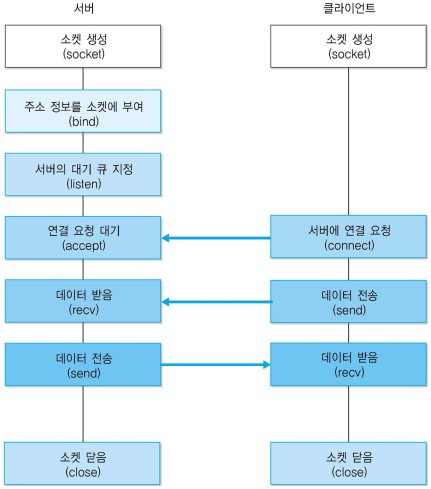 서버
클라이언트
소켓 생성
(socket)
소켓 생성
(socket)
주소 정보를 소켓에 부여
(bind)
서버의 대기 큐 지정
(listen)
연결 요청 대기
(accept)
서버에 연결 요청
(connect)
데이터 받음
(recv)
데이터 전송
(send)
데이터 전송
(send)
데이터 받음
(recv)
소켓 닫음
(close)
소켓 닫음
(close)